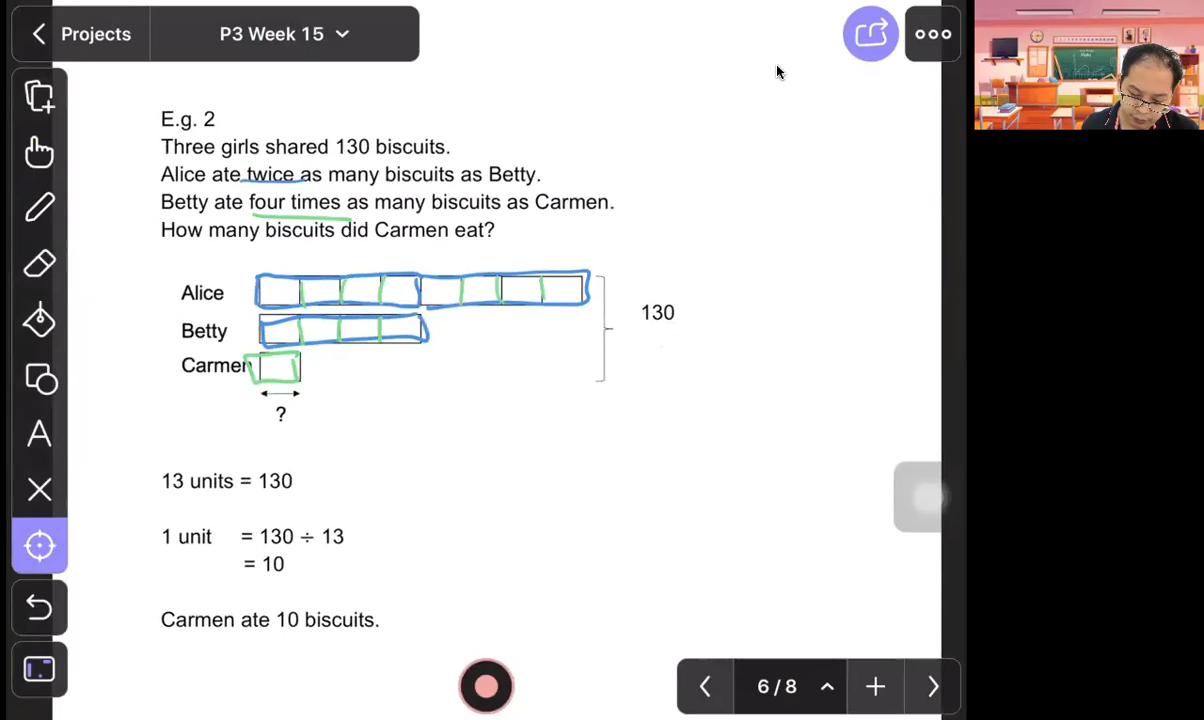 Projects
P3 Week 15
E.g. 2
Three girls shared 130 biscuits.
Alice ate twice as many biscuits as Betty.
Betty ate four times as many biscuits as Carmen.
How many biscuits did Carmen eat?
Alice
Betty
Carmen
130
?
13 units = 130
1 unit = 130 ÷ 13
= 10
Carmen ate 10 biscuits.
6 / 8